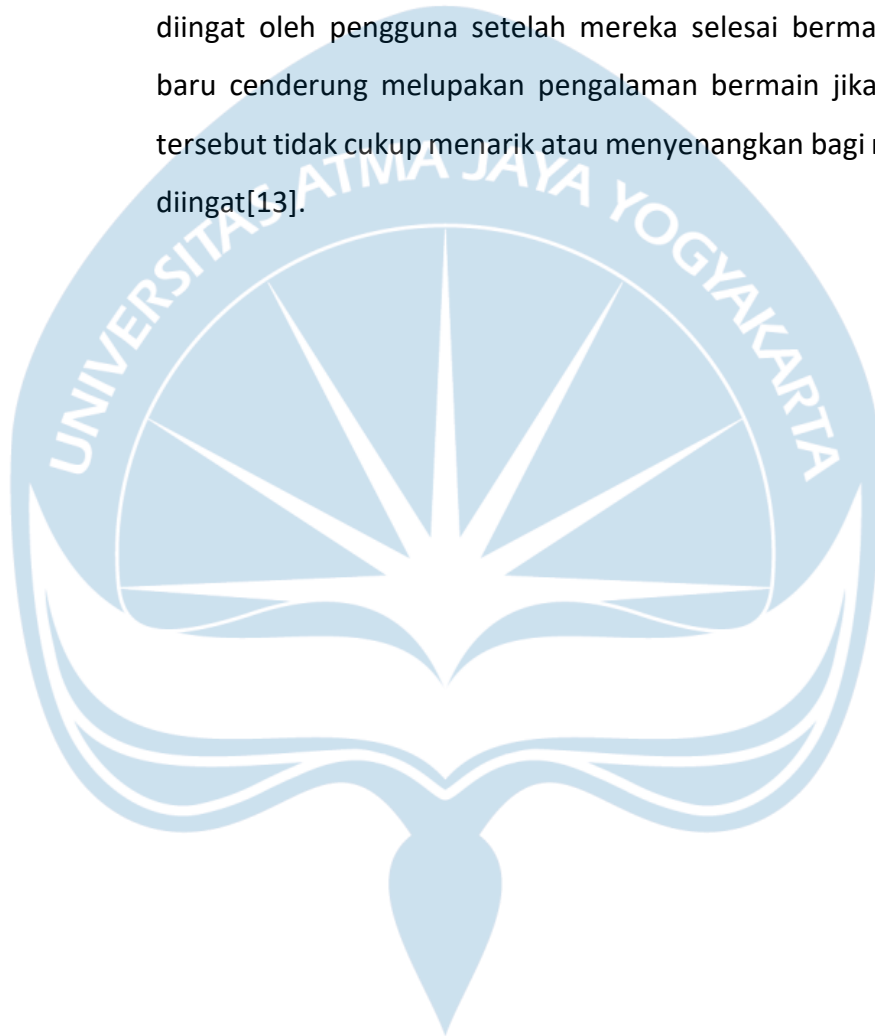 diingat oleh pengguna setelah mereka selesai berma
baru cenderung melupakan pengalaman bermain jika
tersebut tidak cukup menarik atau menyenangkan bagi
diingat[13].
UNIVERSITAS ATMA JAYA YOGYAKARTA